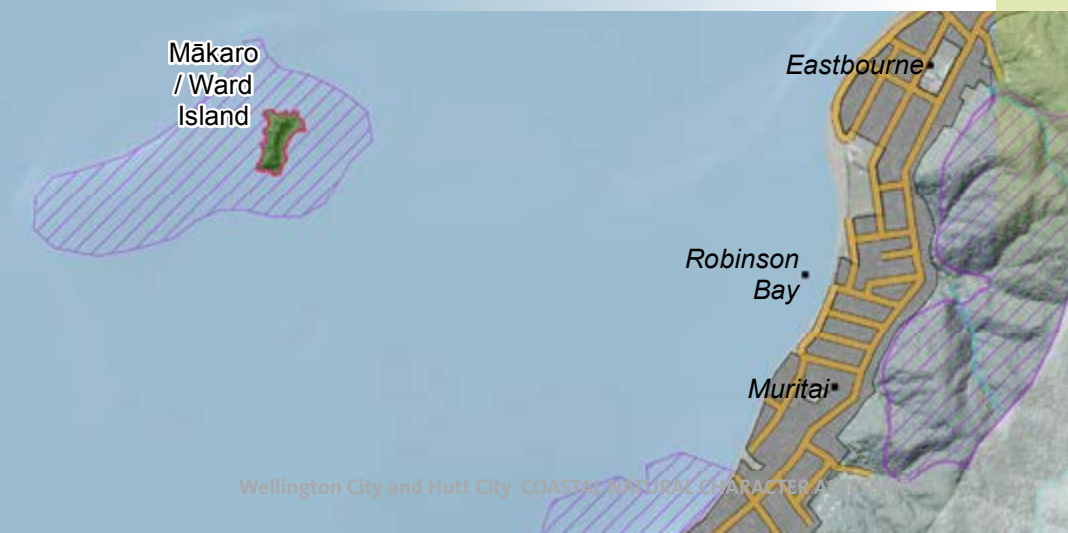 Mākaro
/ Ward
Island
Eastbourne
Robinson
Bay
Muritai
Wellington City and Hutt City COASTAL NATURAL CHARACTER